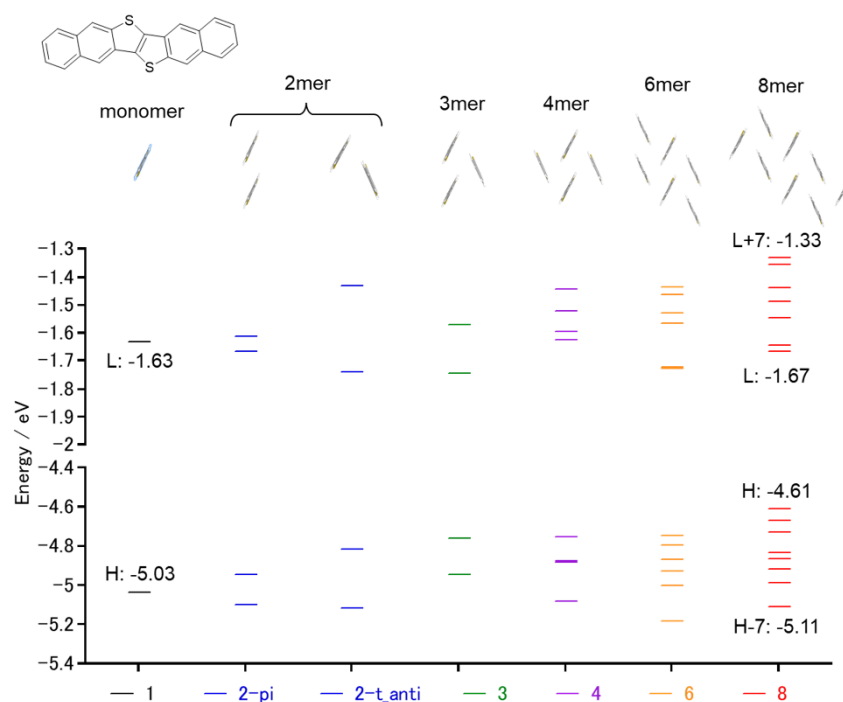 S
S
2mer
monomer
3mer
4mer
6mer
8mer
Energy / eV
−1.3
−1.4
−1.5
−1.6
−1.7
−1.8
−1.9
−2
−4.4
−4.6
−4.8
−5
−5.2
−5.4
L: -1.63
H: -5.03
L+7: -1.33
L: -1.67
H: -4.61
H-7: -5.11
1
2-pi
2-t_anti
3
4
6
8